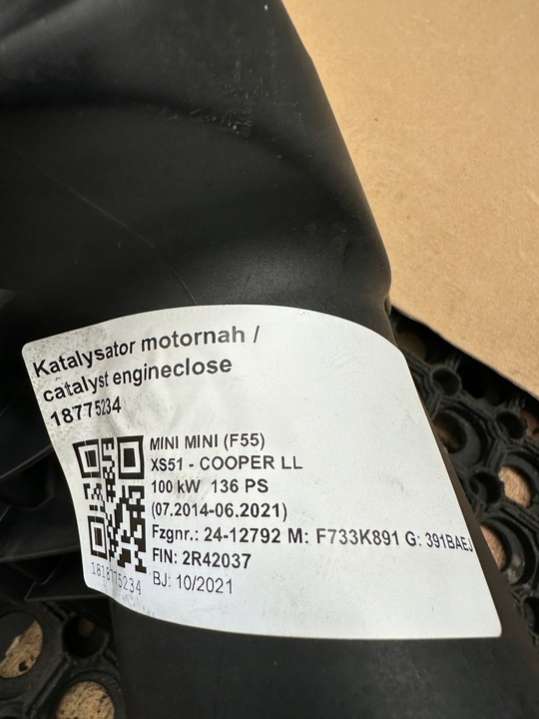 Katalysator motornah /
catalyst engineclose
18775234
MINI MINI (F55)
XS51 - COOPER LL
100 kW 136 PS
(07.2014-06.2021)
Fzgnr.: 24-12792 M: F733K891 G: 391BAEJ
FIN: 2R42037
BJ: 10/2021
1818775234